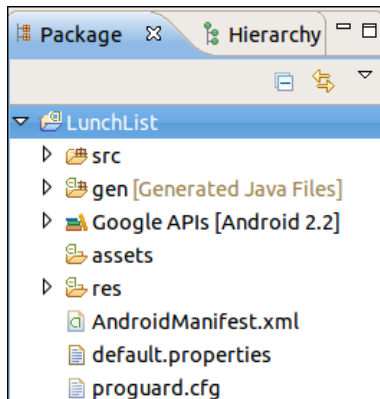 Package Hierarchy
LunchList
src
gen [Generated Java Files]
Google APIs [Android 2.2]
assets
res
AndroidManifest.xml
default.properties
proguard.cfg